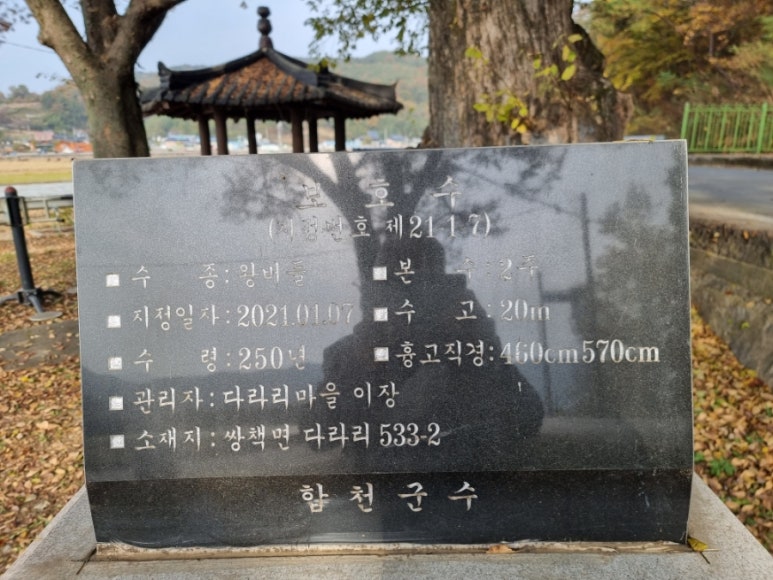 보 호 수
(지정번호 제21 1 7)
수 종 : 왕버들 본 수 : 2주
지정일자 : 2021.01.07 수 고 : 20m
수 령 : 250년 흉고직경 : 460cm 570cm
관리자 : 다라리마을 이장
소재지 : 쌍책면 다라리 533-2
합천군수